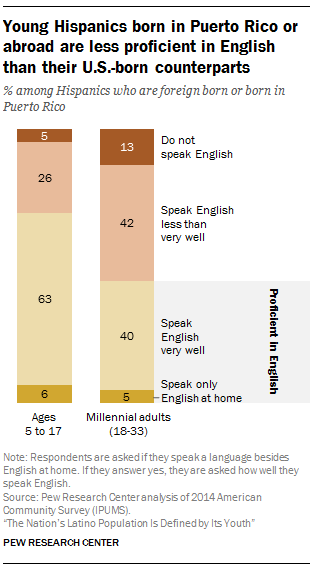 Young Hispanics born in Puerto Rico or
abroad are less proficient in English
than their U.S.-born counterparts
% among Hispanics who are foreign born or born in
Puerto Rico
5
13
Do not
speak English
26
42
Speak English
less than
very well
63
40
Speak
English
very well
Proficient in English
6
5
Speak only
English at home
Ages
5 to 17
Millennial adults
(18-33)
Note: Respondents are asked if they speak a language besides
English at home. If they answer yes, they are asked how well they
speak English.
Source: Pew Research Center analysis of 2014 American
Community Survey (IPUMS).
“The Nation’s Latino Population Is Defined by Its Youth”
PEW RESEARCH CENTER